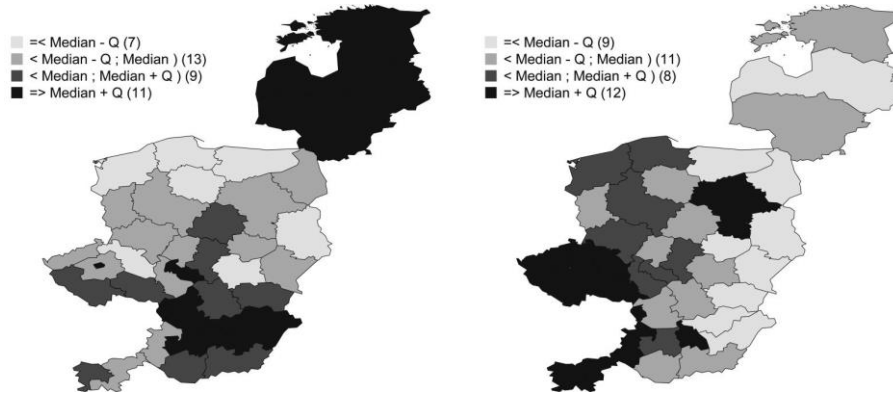 =< Median - Q (7)
< Median - Q ; Median ) (13)
< Median ; Median + Q ) (9)
=> Median + Q (11)
=< Median - Q (9)
< Median - Q ; Median ) (11)
< Median ; Median + Q ) (8)
=> Median + Q (12)